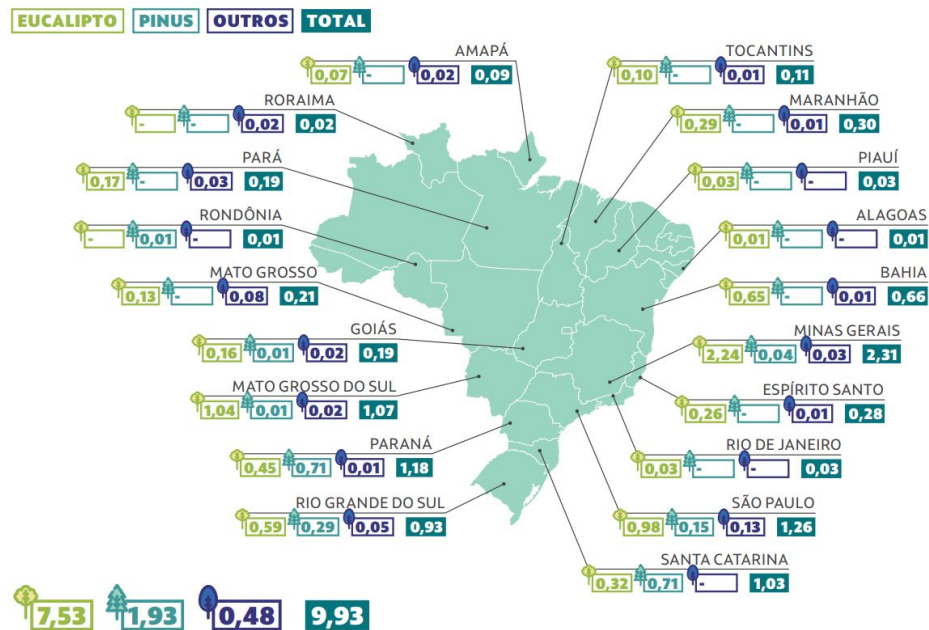 EUCALIPTO PINUS OUTROS TOTAL
AMAPÁ
0,07 - 0,02 0,09
TOCANTINS
0,10 - 0,01 0,11
RORAIMA
- - 0,02 0,02
MARANHÃO
0,29 - 0,01 0,30
PARÁ
0,17 - 0,03 0,19
PIAUÍ
0,03 - - 0,03
RONDÔNIA
- 0,01 - 0,01
ALAGOAS
0,01 - - 0,01
MATO GROSSO
0,13 - 0,08 0,21
BAHIA
0,65 - 0,01 0,66
GOIÁS
0,16 0,01 0,02 0,19
MINAS GERAIS
2,24 0,04 0,03 2,31
MATO GROSSO DO SUL
1,04 0,01 0,02 1,07
ESPÍRITO SANTO
0,26 - 0,01 0,28
PARANÁ
0,45 0,71 0,01 1,18
RIO DE JANEIRO
0,03 - - 0,03
RIO GRANDE DO SUL
0,59 0,29 0,05 0,93
SÃO PAULO
0,98 0,15 0,13 1,26
SANTA CATARINA
0,32 0,71 - 1,03
7,53 1,93 0,48 9,93